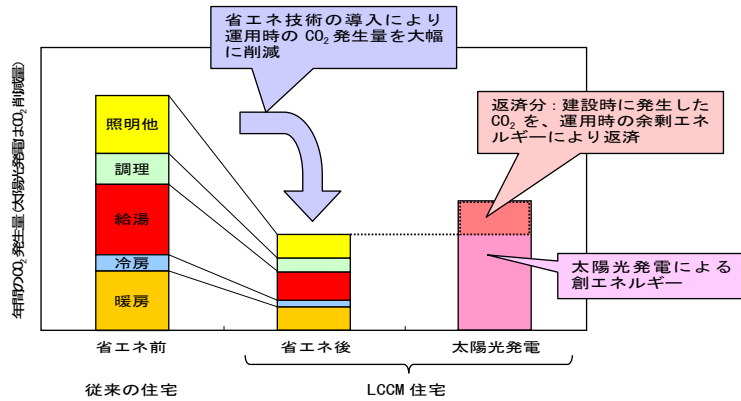 省エネ技術の導入により
運用時の CO₂ 発生量を大幅
に削減
返済分：建設時に発生した
CO₂ を、運用時の余剰エネ
ルギーにより返済
太陽光発電による
創エネルギー
年間のCO₂発生量(太陽光発電はCO₂削減量)
照明他
調理
給湯
冷房
暖房
省エネ前
省エネ後
太陽光発電
従来の住宅
LCCM 住宅